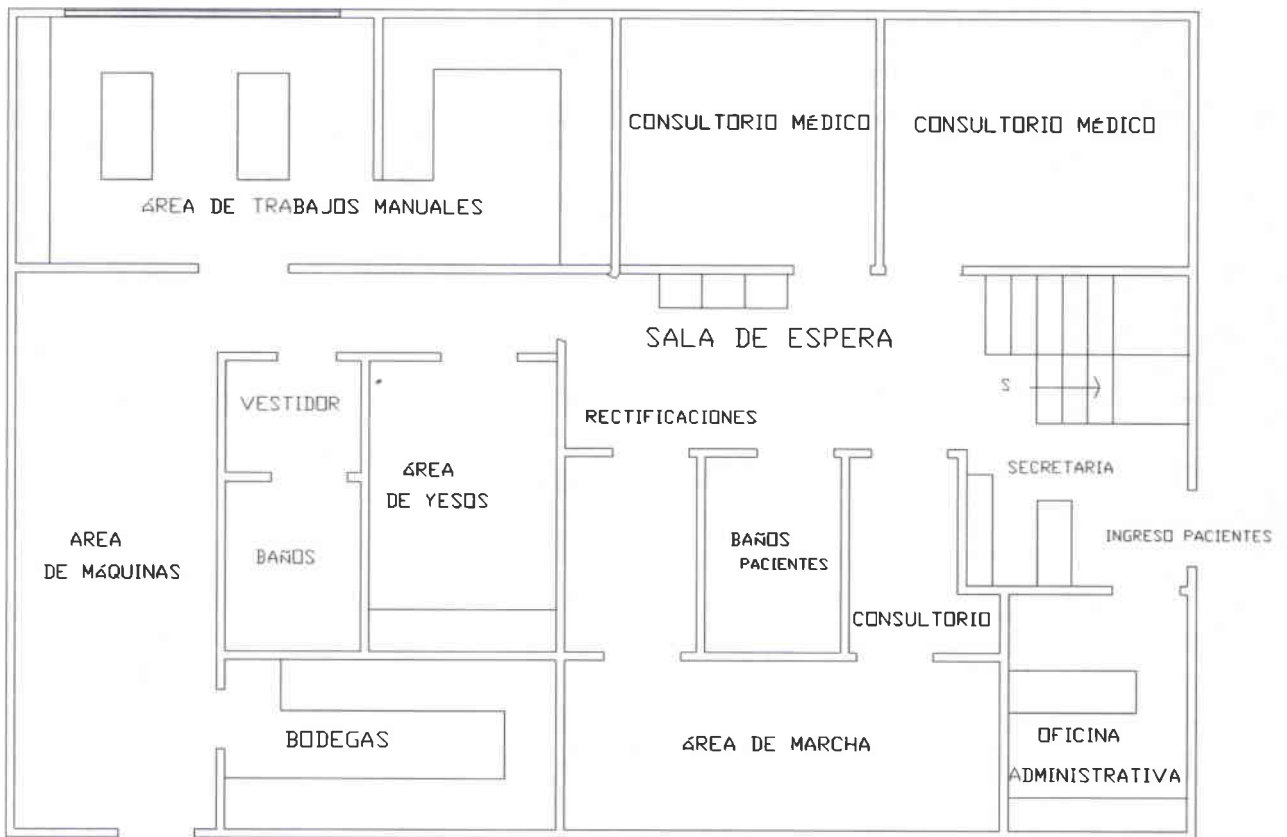 CONSULTORIO MÉDICO
CONSULTORIO MÉDICO
ÁREA DE TRABAJOS MANUALES
SALA DE ESPERA
S
VESTIDOR
RECTIFICACIONES
ÁREA
DE YESOS
SECRETARIA
INGRESO PACIENTES
AREA
DE MÁQUINAS
BAÑOS
BAÑOS
PACIENTES
CONSULTORIO
BODEGAS
ÁREA DE MARCHA
OFICINA
ADMINISTRATIVA